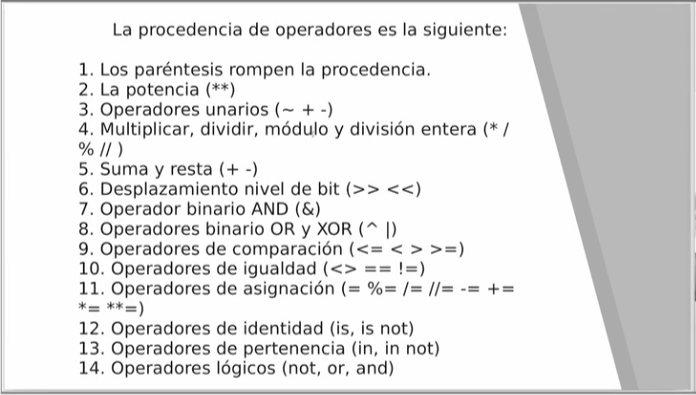 La procedencia de operadores es la siguiente:
1. Los paréntesis rompen la procedencia.
2. La potencia (**)
3. Operadores unarios (~ + -)
4. Multiplicar, dividir, módulo y división entera (* /
% // )
5. Suma y resta (+ -)
6. Desplazamiento nivel de bit (>> <<)
7. Operador binario AND (&)
8. Operadores binario OR y XOR (^ |)
9. Operadores de comparación (<= < > >=)
10. Operadores de igualdad (<> == !=)
11. Operadores de asignación (= %= /= //= -= +=
*= **=)
12. Operadores de identidad (is, is not)
13. Operadores de pertenencia (in, in not)
14. Operadores lógicos (not, or, and)